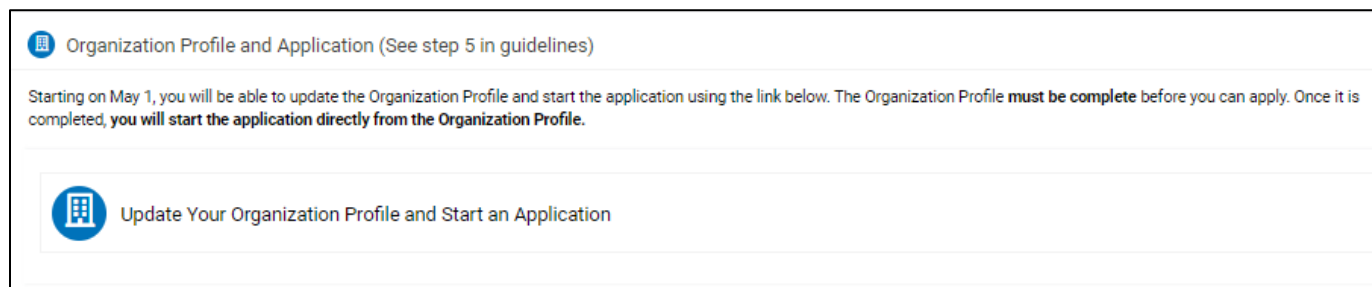 Organization Profile and Application (See step 5 in guidelines)
Starting on May 1, you will be able to update the Organization Profile and start the application using the link below. The Organization Profile must be complete before you can apply. Once it is
completed, you will start the application directly from the Organization Profile.
Update Your Organization Profile and Start an Application